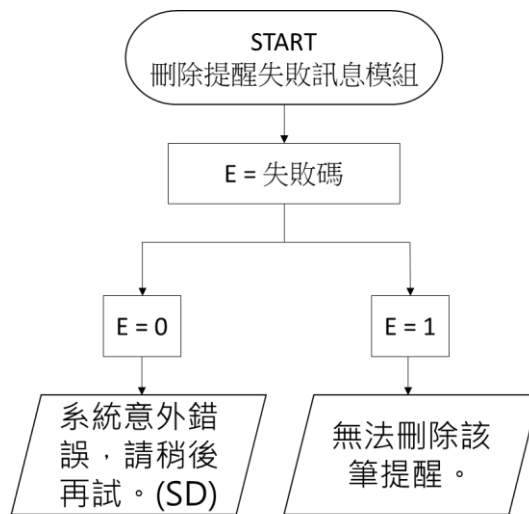 START
刪除提醒失敗訊息模組
E = 失敗碼
E = 0
E = 1
系統意外錯
誤，請稍後
再試。(SD)
無法刪除該
筆提醒。